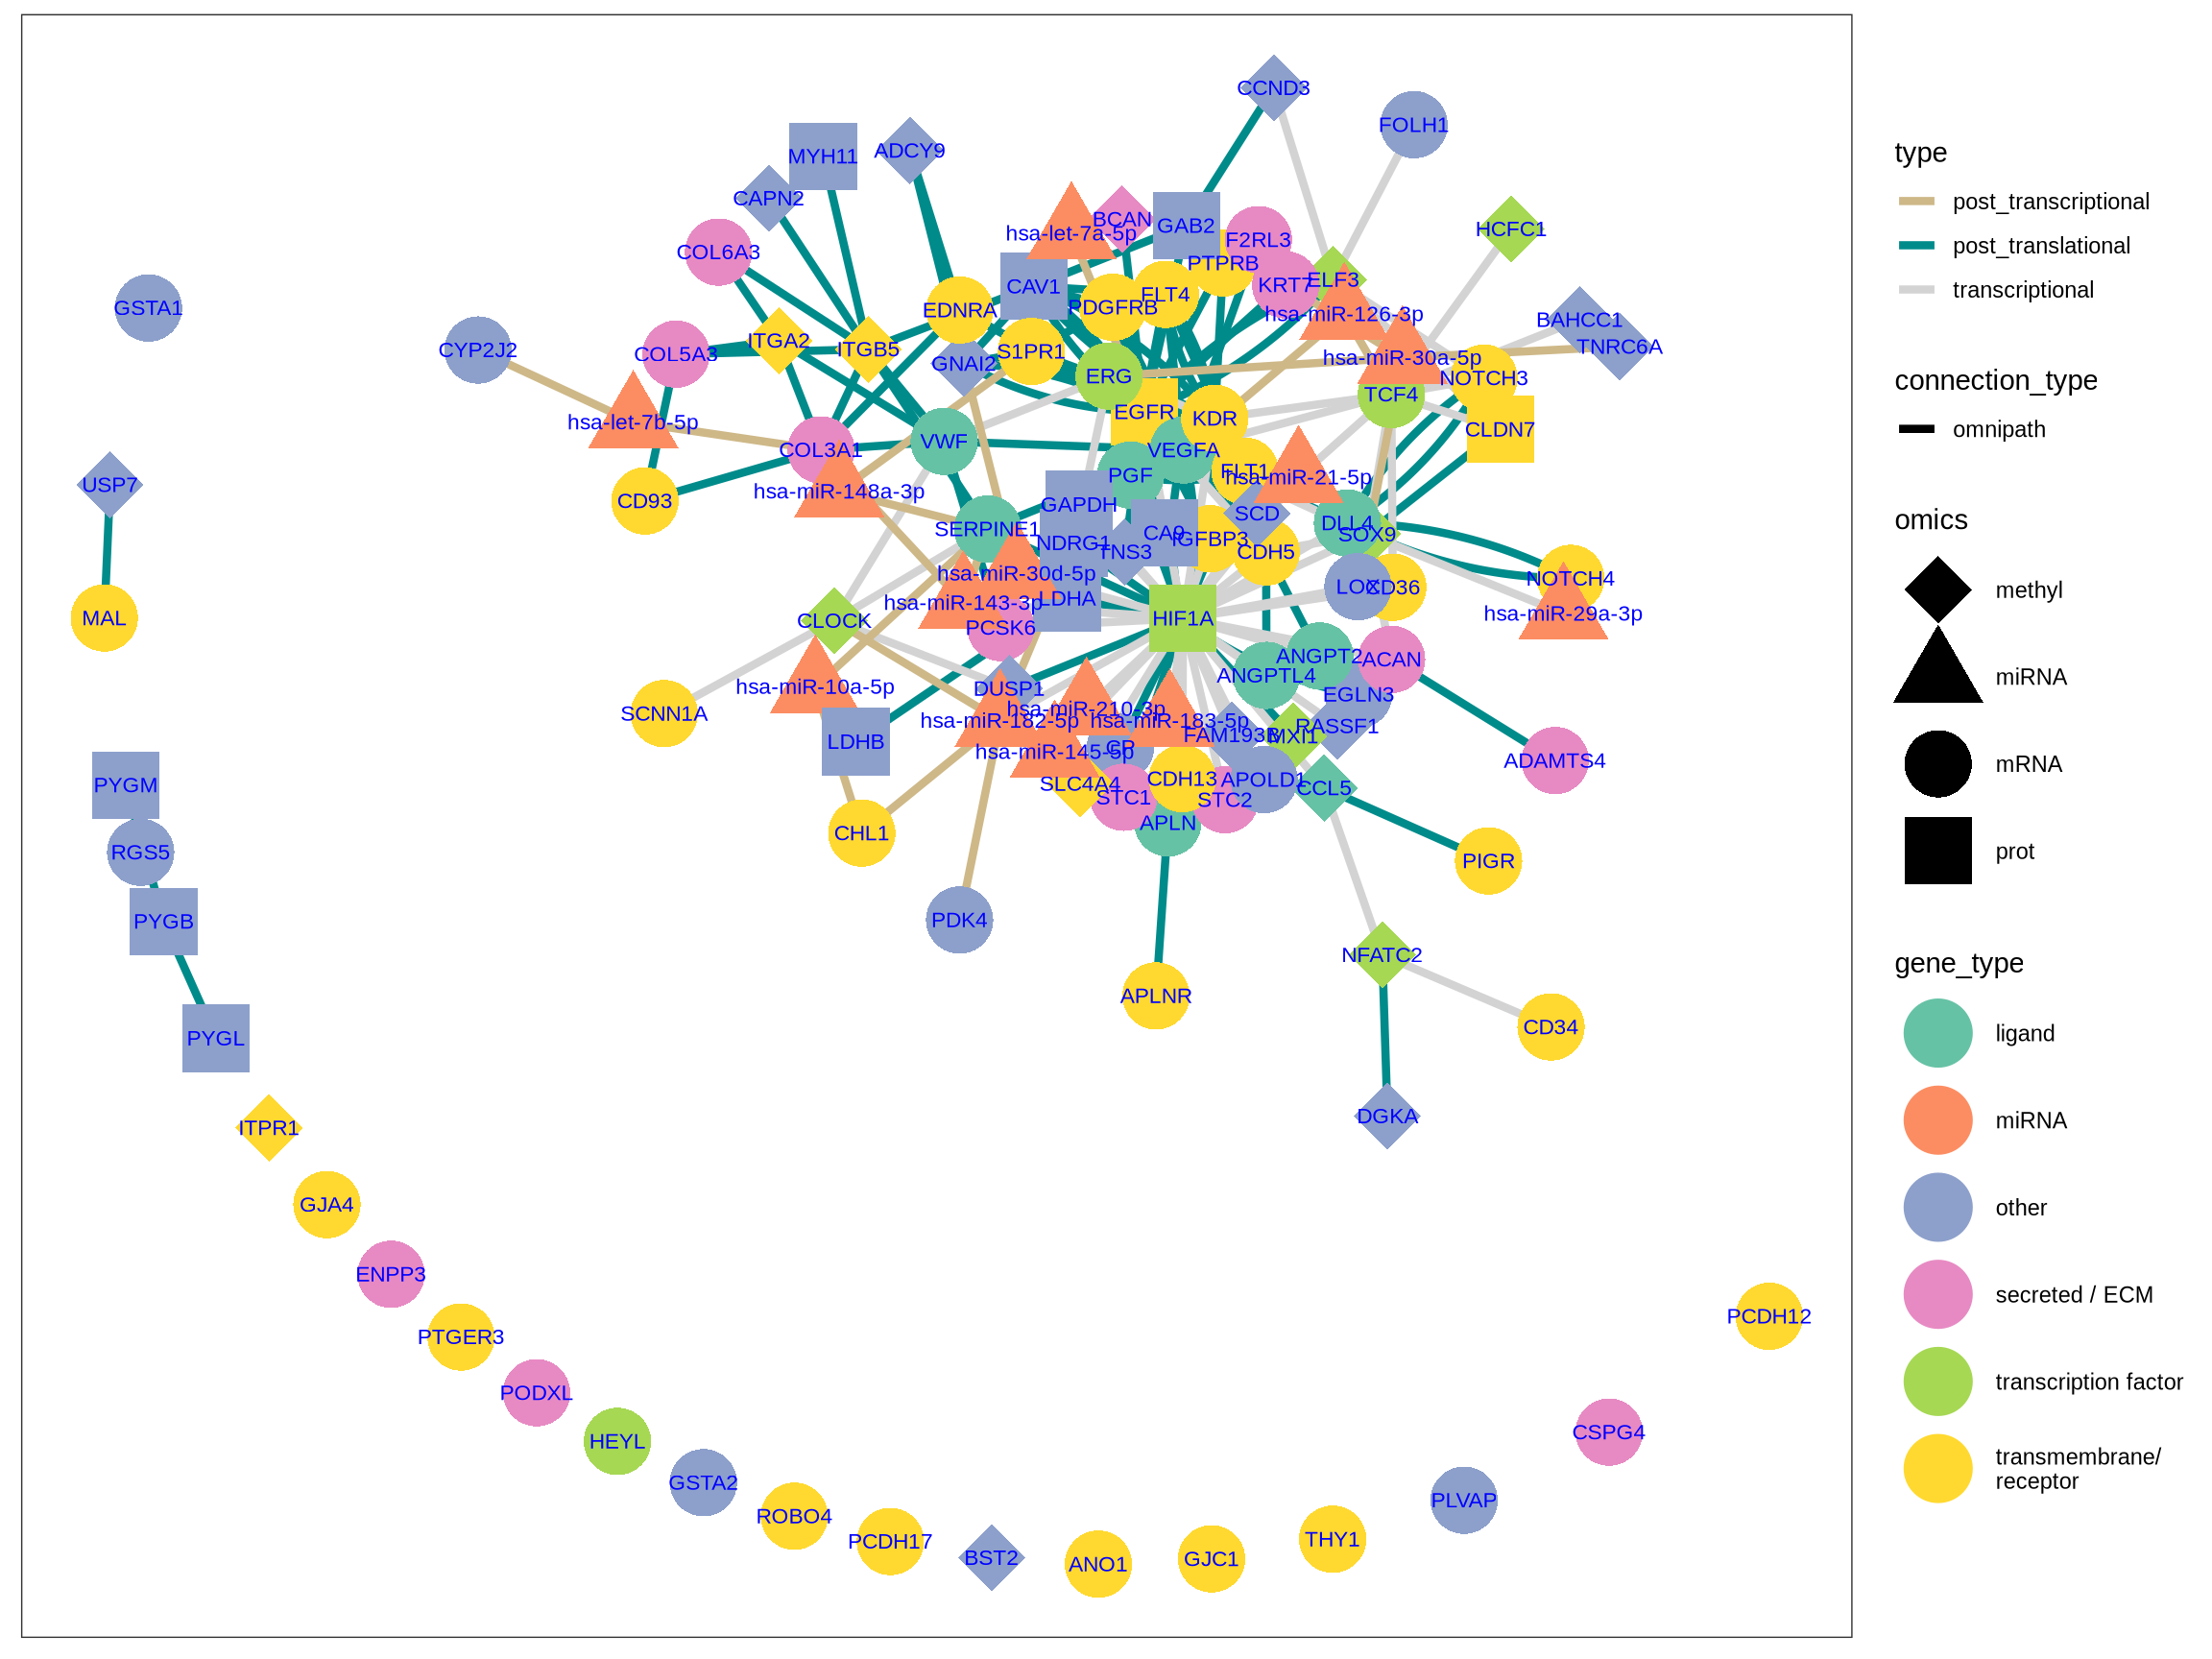 CCND3
FOLH1
MYH11
ADCY9
CAPN2
BCAN
GAB2
HCFC1
hsa-let-7a-5p
F2RL3
COL6A3
PTPRB
ELF3
KRT7
CAV1
FLT4
GSTA1
EDNRA
PDGFRB
hsa-miR-126-3p
BAHCC1
ITGA2
CYP2J2
ITGB5
S1PR1
TNRC6A
COL5A3
GNAI2
hsa-miR-30a-5p
ERG
NOTCH3
TCF4
EGFR
KDR
hsa-let-7b-5p
CLDN7
VWF
COL3A1
VEGFA
PGF
FLT1
hsa-miR-21-5p
USP7
hsa-miR-148a-3p
CD93
GAPDH
SCD
DLL4
SERPINE1
CA9
SOX9
NDRG1
IGFBP3
TNS3
CDH5
hsa-miR-30d-5p
NOTCH4
LOX
CD36
LDHA
hsa-miR-143-3p
hsa-miR-29a-3p
MAL
CLOCK
HIF1A
PCSK6
ANGPT2
ACAN
ANGPTL4
hsa-miR-10a-5p
DUSP1
EGLN3
hsa-miR-210-3p
SCNN1A
hsa-miR-182-5p
hsa-miR-183-5p
RASSF1
FAM193B
MXI1
LDHB
CP
hsa-miR-145-5p
ADAMTS4
CDH13
APOLD1
SLC4A4
PYGM
CCL5
STC1
STC2
APLN
CHL1
RGS5
PIGR
PYGB
PDK4
NFATC2
APLNR
CD34
PYGL
DGKA
ITPR1
GJA4
ENPP3
PCDH12
PTGER3
PODXL
CSPG4
HEYL
GSTA2
PLVAP
ROBO4
THY1
PCDH17
BST2
GJC1
ANO1
type
post_transcriptional
post_translational
transcriptional
connection_type
omnipath
omics
methyl
miRNA
mRNA
prot
gene_type
ligand
miRNA
other
secreted / ECM
transcription factor
transmembrane/
receptor